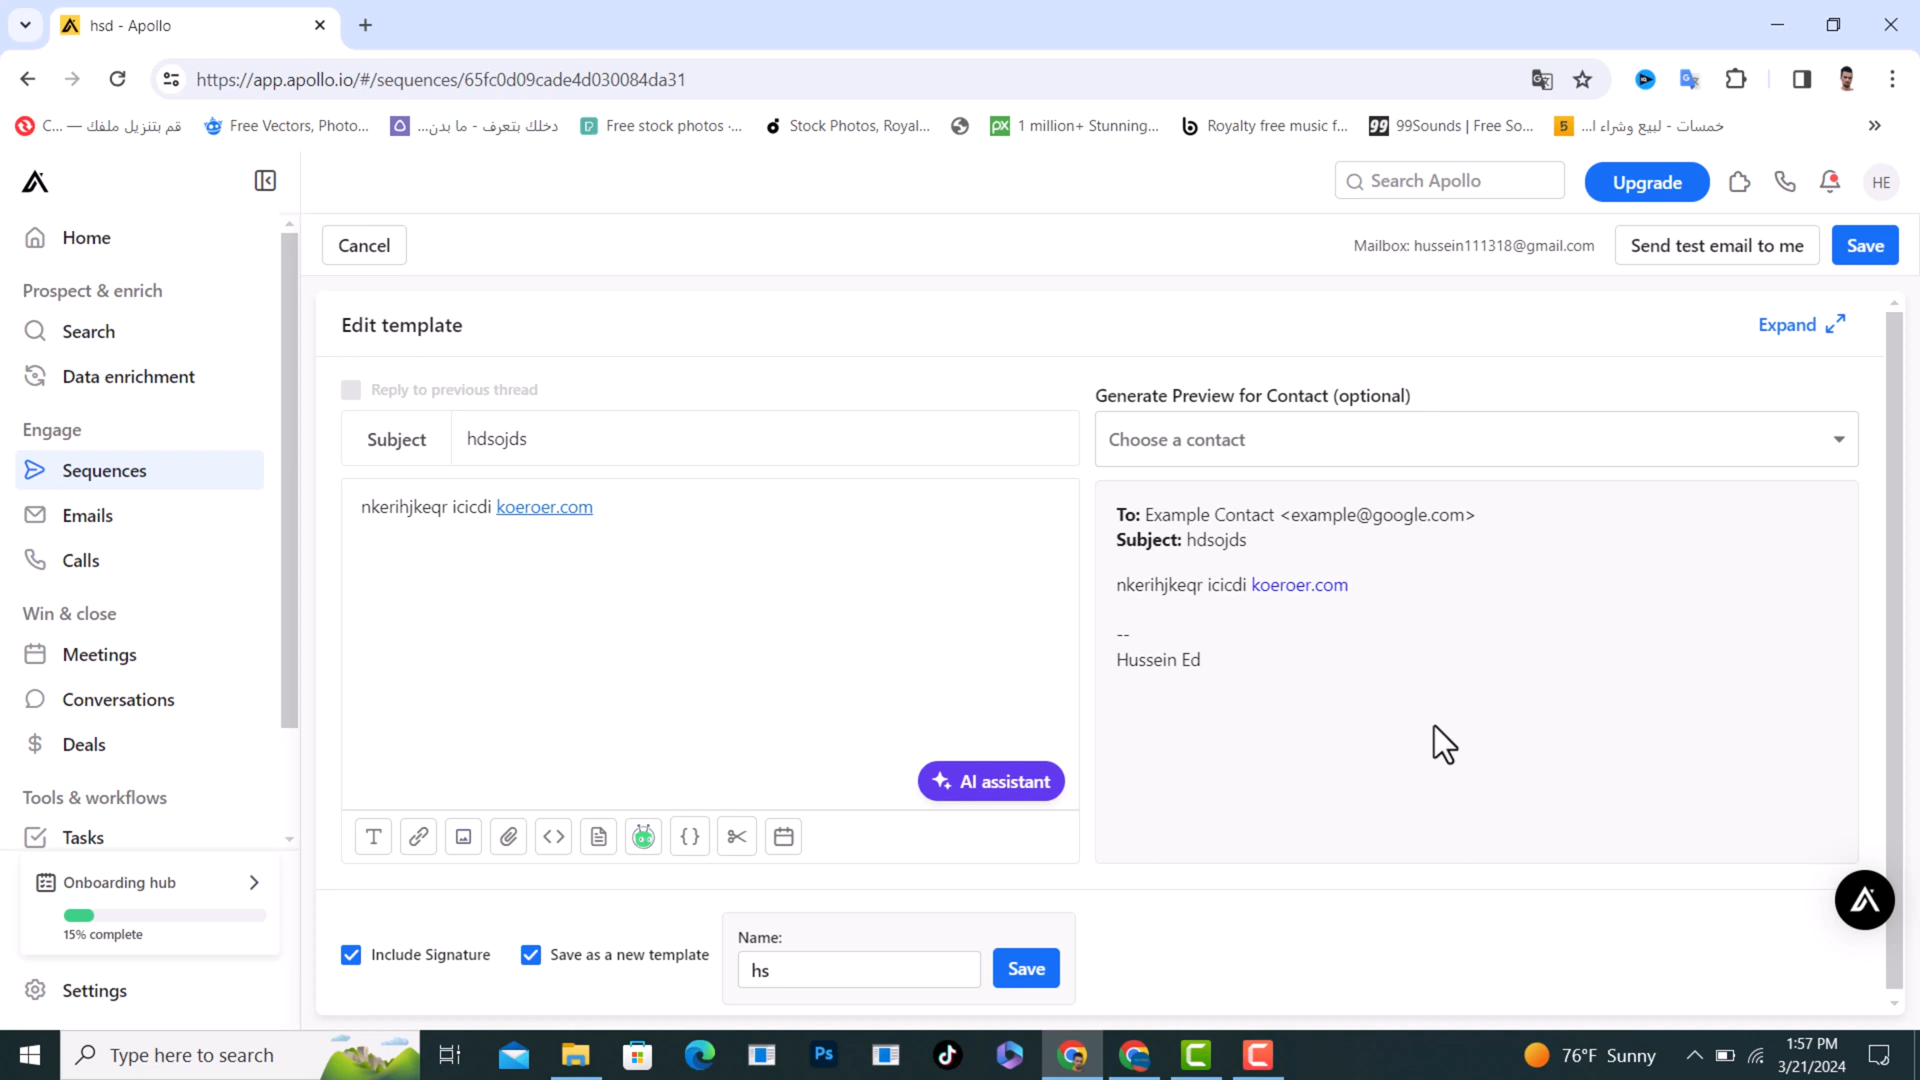 hsd - Apollo
https://app.apollo.io/#/sequences/65fc0d09cade4d030084da31
قم بتنزيل ملفك — C...
Free Vectors, Photo...
دخلك بتعرف - ما بدن...
Free stock photos -...
Stock Photos, Royal...
1 million+ Stunning...
Royalty free music f...
99Sounds | Free So...
خمسات - لبيع وشراء ا...
Search Apollo
Upgrade
HE
Cancel
Mailbox: hussein111318@gmail.com
Send test email to me
Save
Home
Prospect & enrich
Search
Data enrichment
Engage
Sequences
Emails
Calls
Win & close
Meetings
Conversations
Deals
Tools & workflows
Tasks
Onboarding hub
15% complete
Settings
Edit template
Expand
Reply to previous thread
Subject
hdsojds
nkerihjkeqr icicdi koeroer.com
AI assistant
Generate Preview for Contact (optional)
Choose a contact
To: Example Contact <example@google.com>
Subject: hdsojds
nkerihjkeqr icicdi koeroer.com
--
Hussein Ed
Include Signature
Save as a new template
Name:
hs
Save
Type here to search
76°F Sunny
1:57 PM
3/21/2024